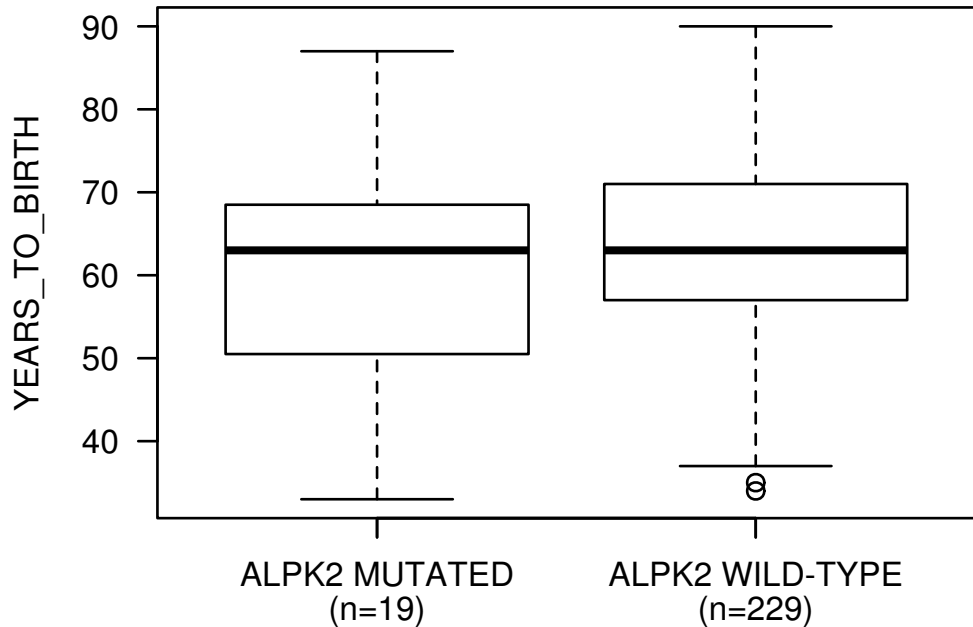 YEARS_TO_BIRTH
90
80
70
60
50
40
ALPK2 MUTATED
(n=19)
ALPK2 WILD-TYPE
(n=229)